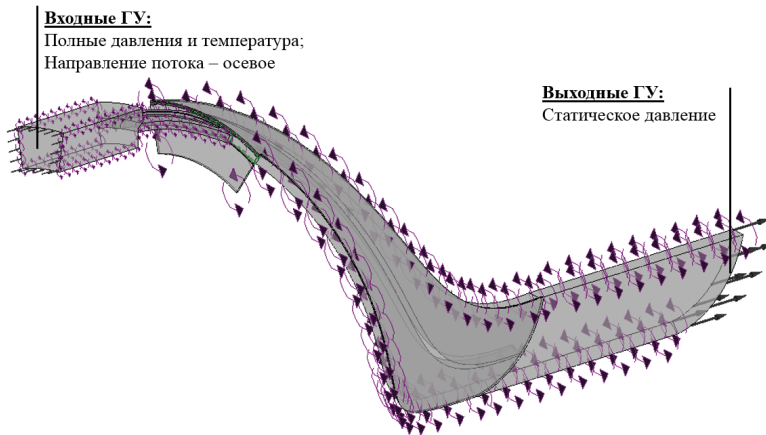 Входные ГУ:
Полные давления и температура;
Направление потока – осевое
Выходные ГУ:
Статическое давление